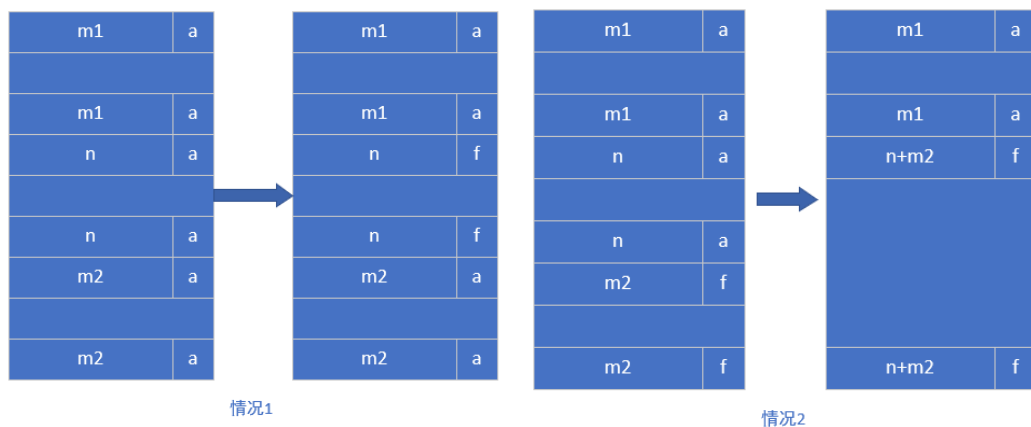 m1 a m1 a m1 a m1 a
m1 a m1 a m1 a m1 a
n a n f n a n+m2 f
n a n f n a
m2 a m2 a m2 f
m2 a m2 a m2 f n+m2 f
情况1
情况2